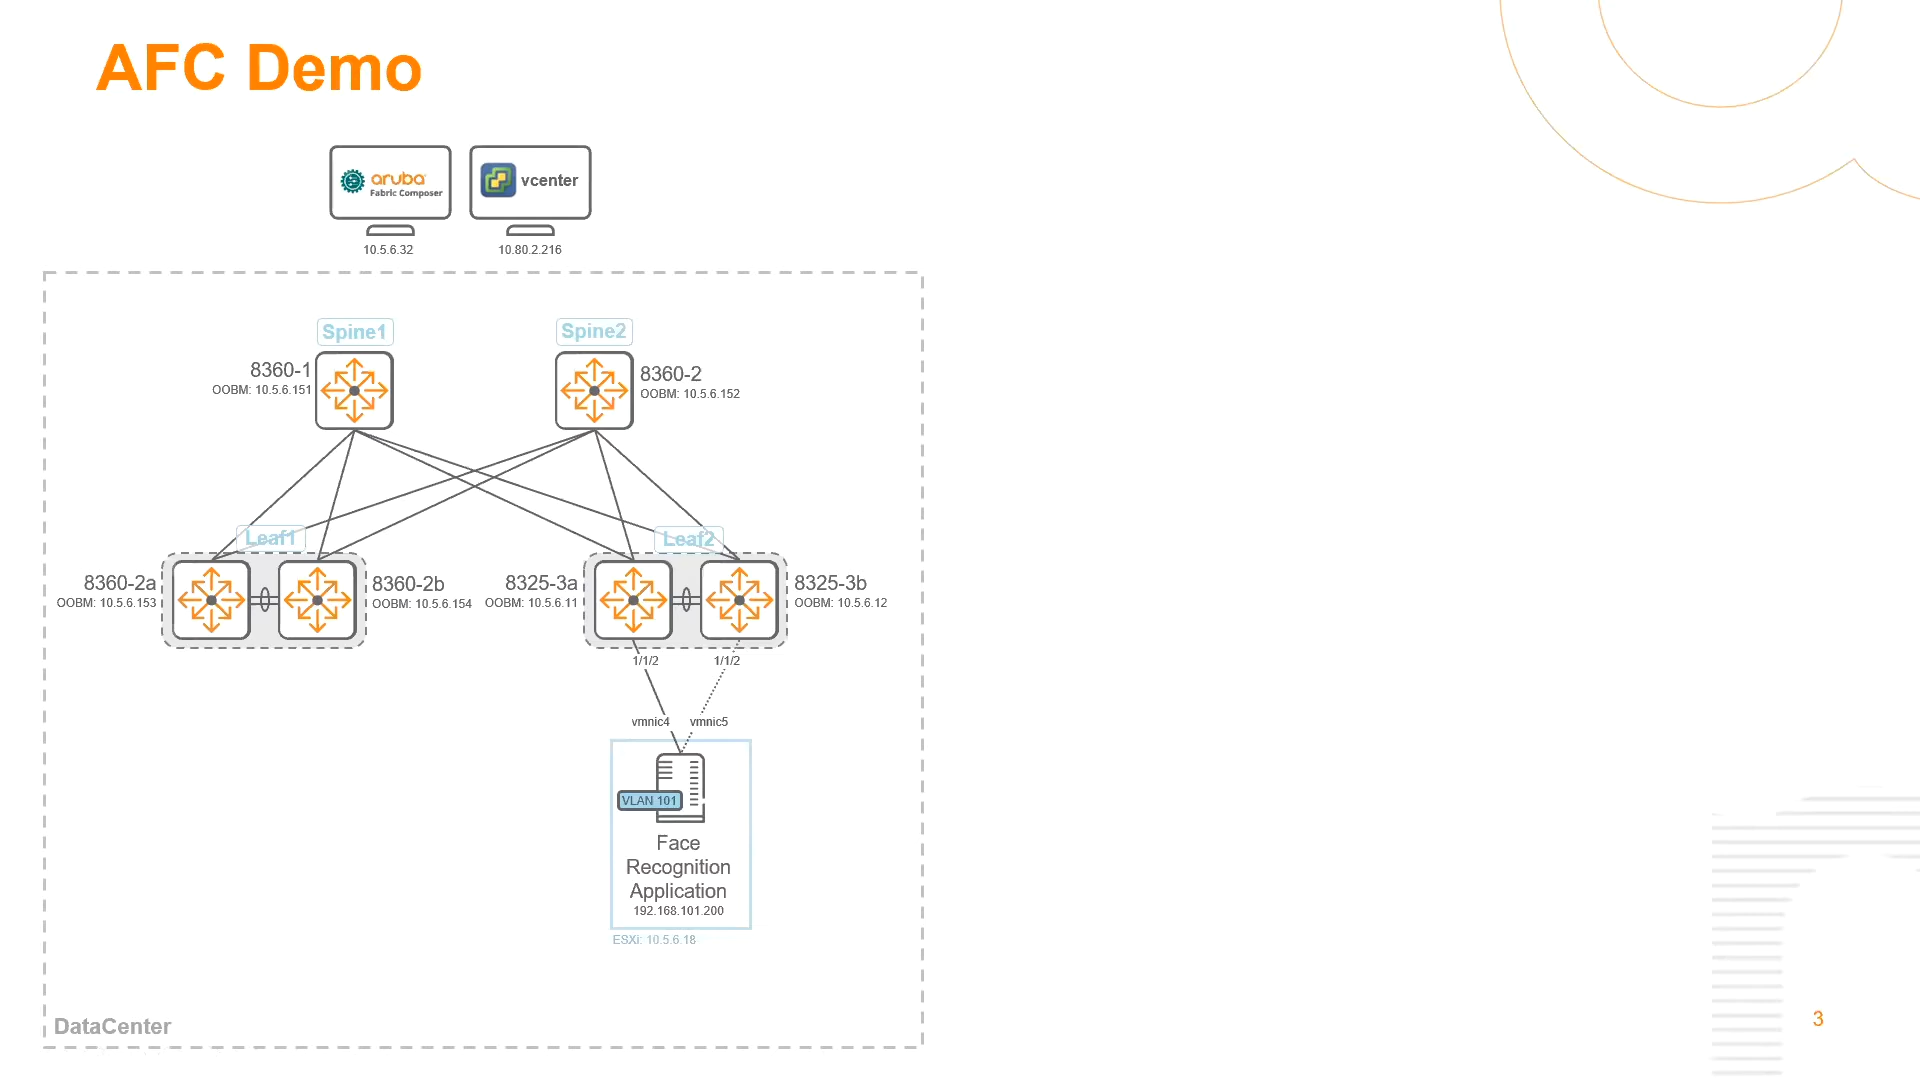 AFC Demo
aruba
Fabric Composer
vcenter
10.5.6.32
10.80.2.216
Spine1
Spine2
8360-1
OOBM: 10.5.6.151
8360-2
OOBM: 10.5.6.152
Leaf1
Leaf2
8360-2a
OOBM: 10.5.6.153
8360-2b
OOBM: 10.5.6.154
8325-3a
OOBM: 10.5.6.11
8325-3b
OOBM: 10.5.6.12
1/1/2
1/1/2
vmnic4
vmnic5
VLAN 101
Face
Recognition
Application
192.168.101.200
ESXi: 10.5.6.18
DataCenter
3